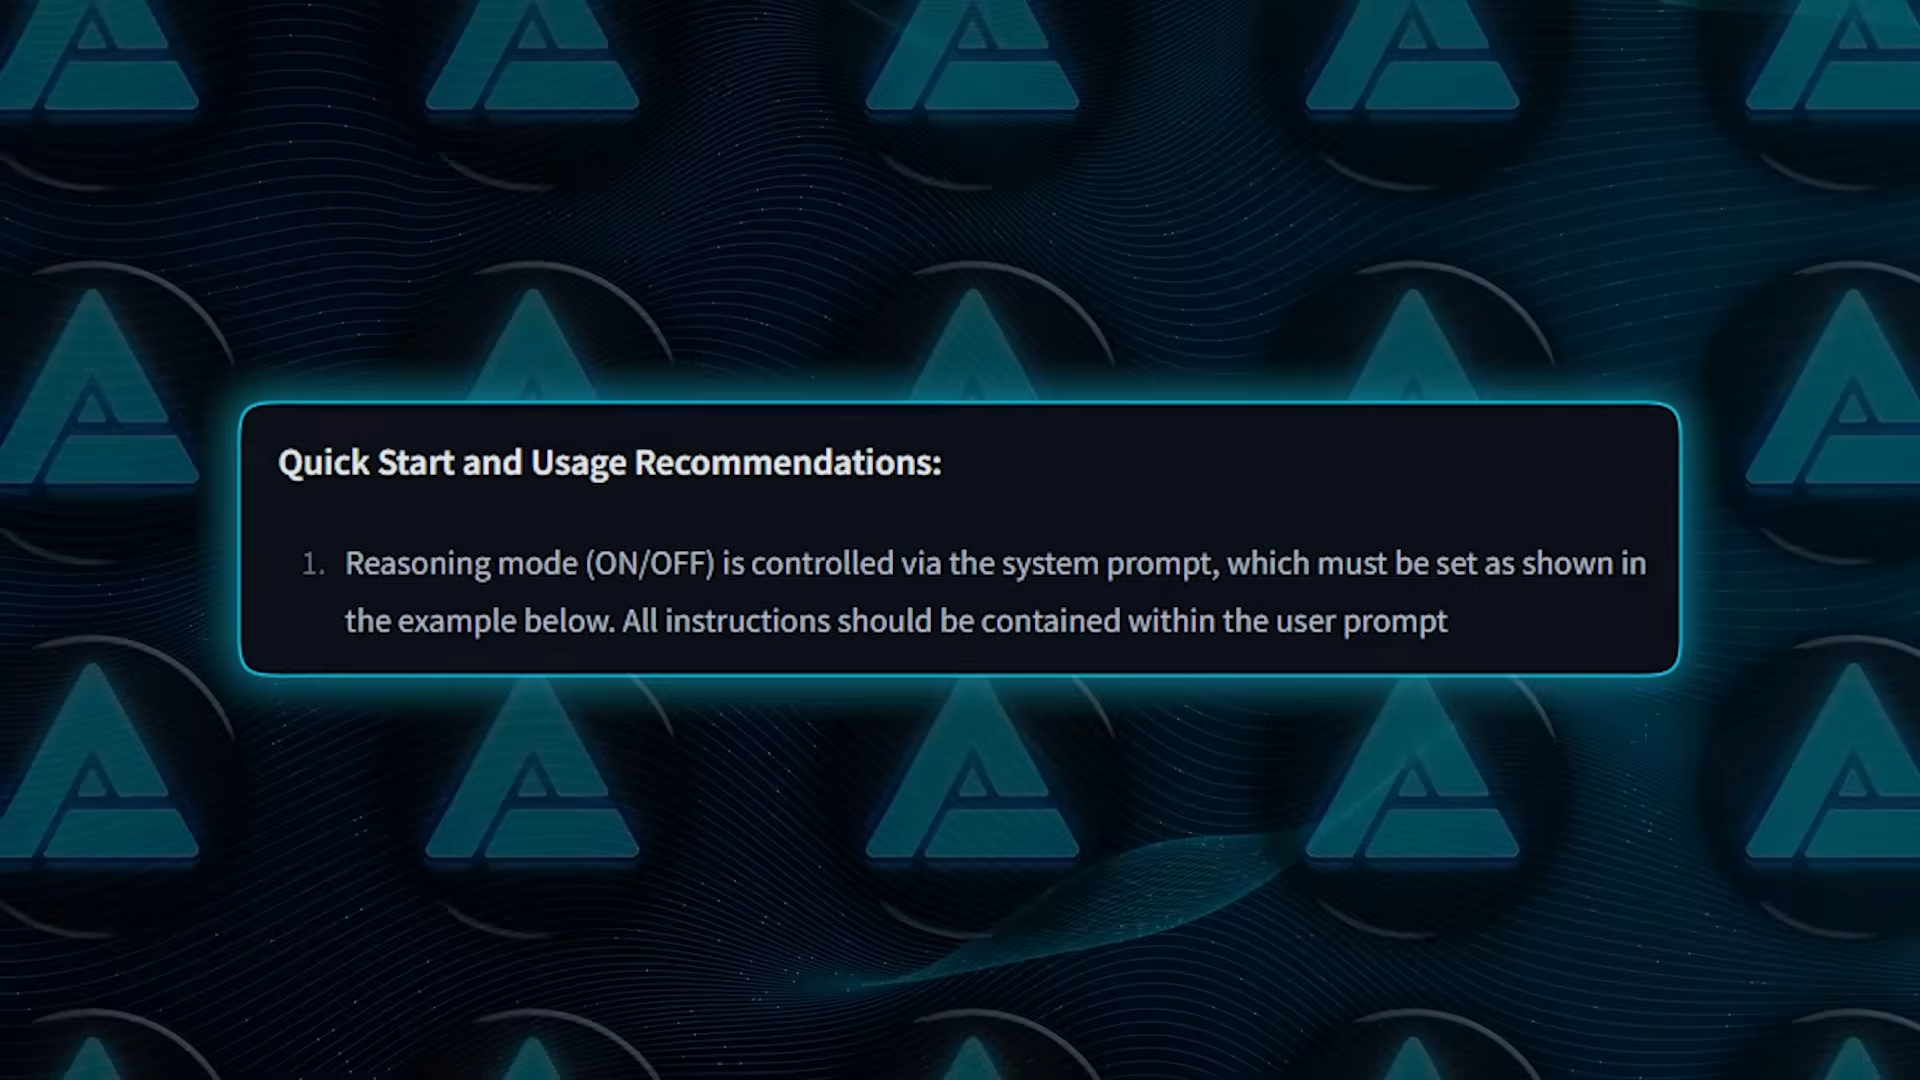 Quick Start and Usage Recommendations:
1. Reasoning mode (ON/OFF) is controlled via the system prompt, which must be set as shown in
the example below. All instructions should be contained within the user prompt